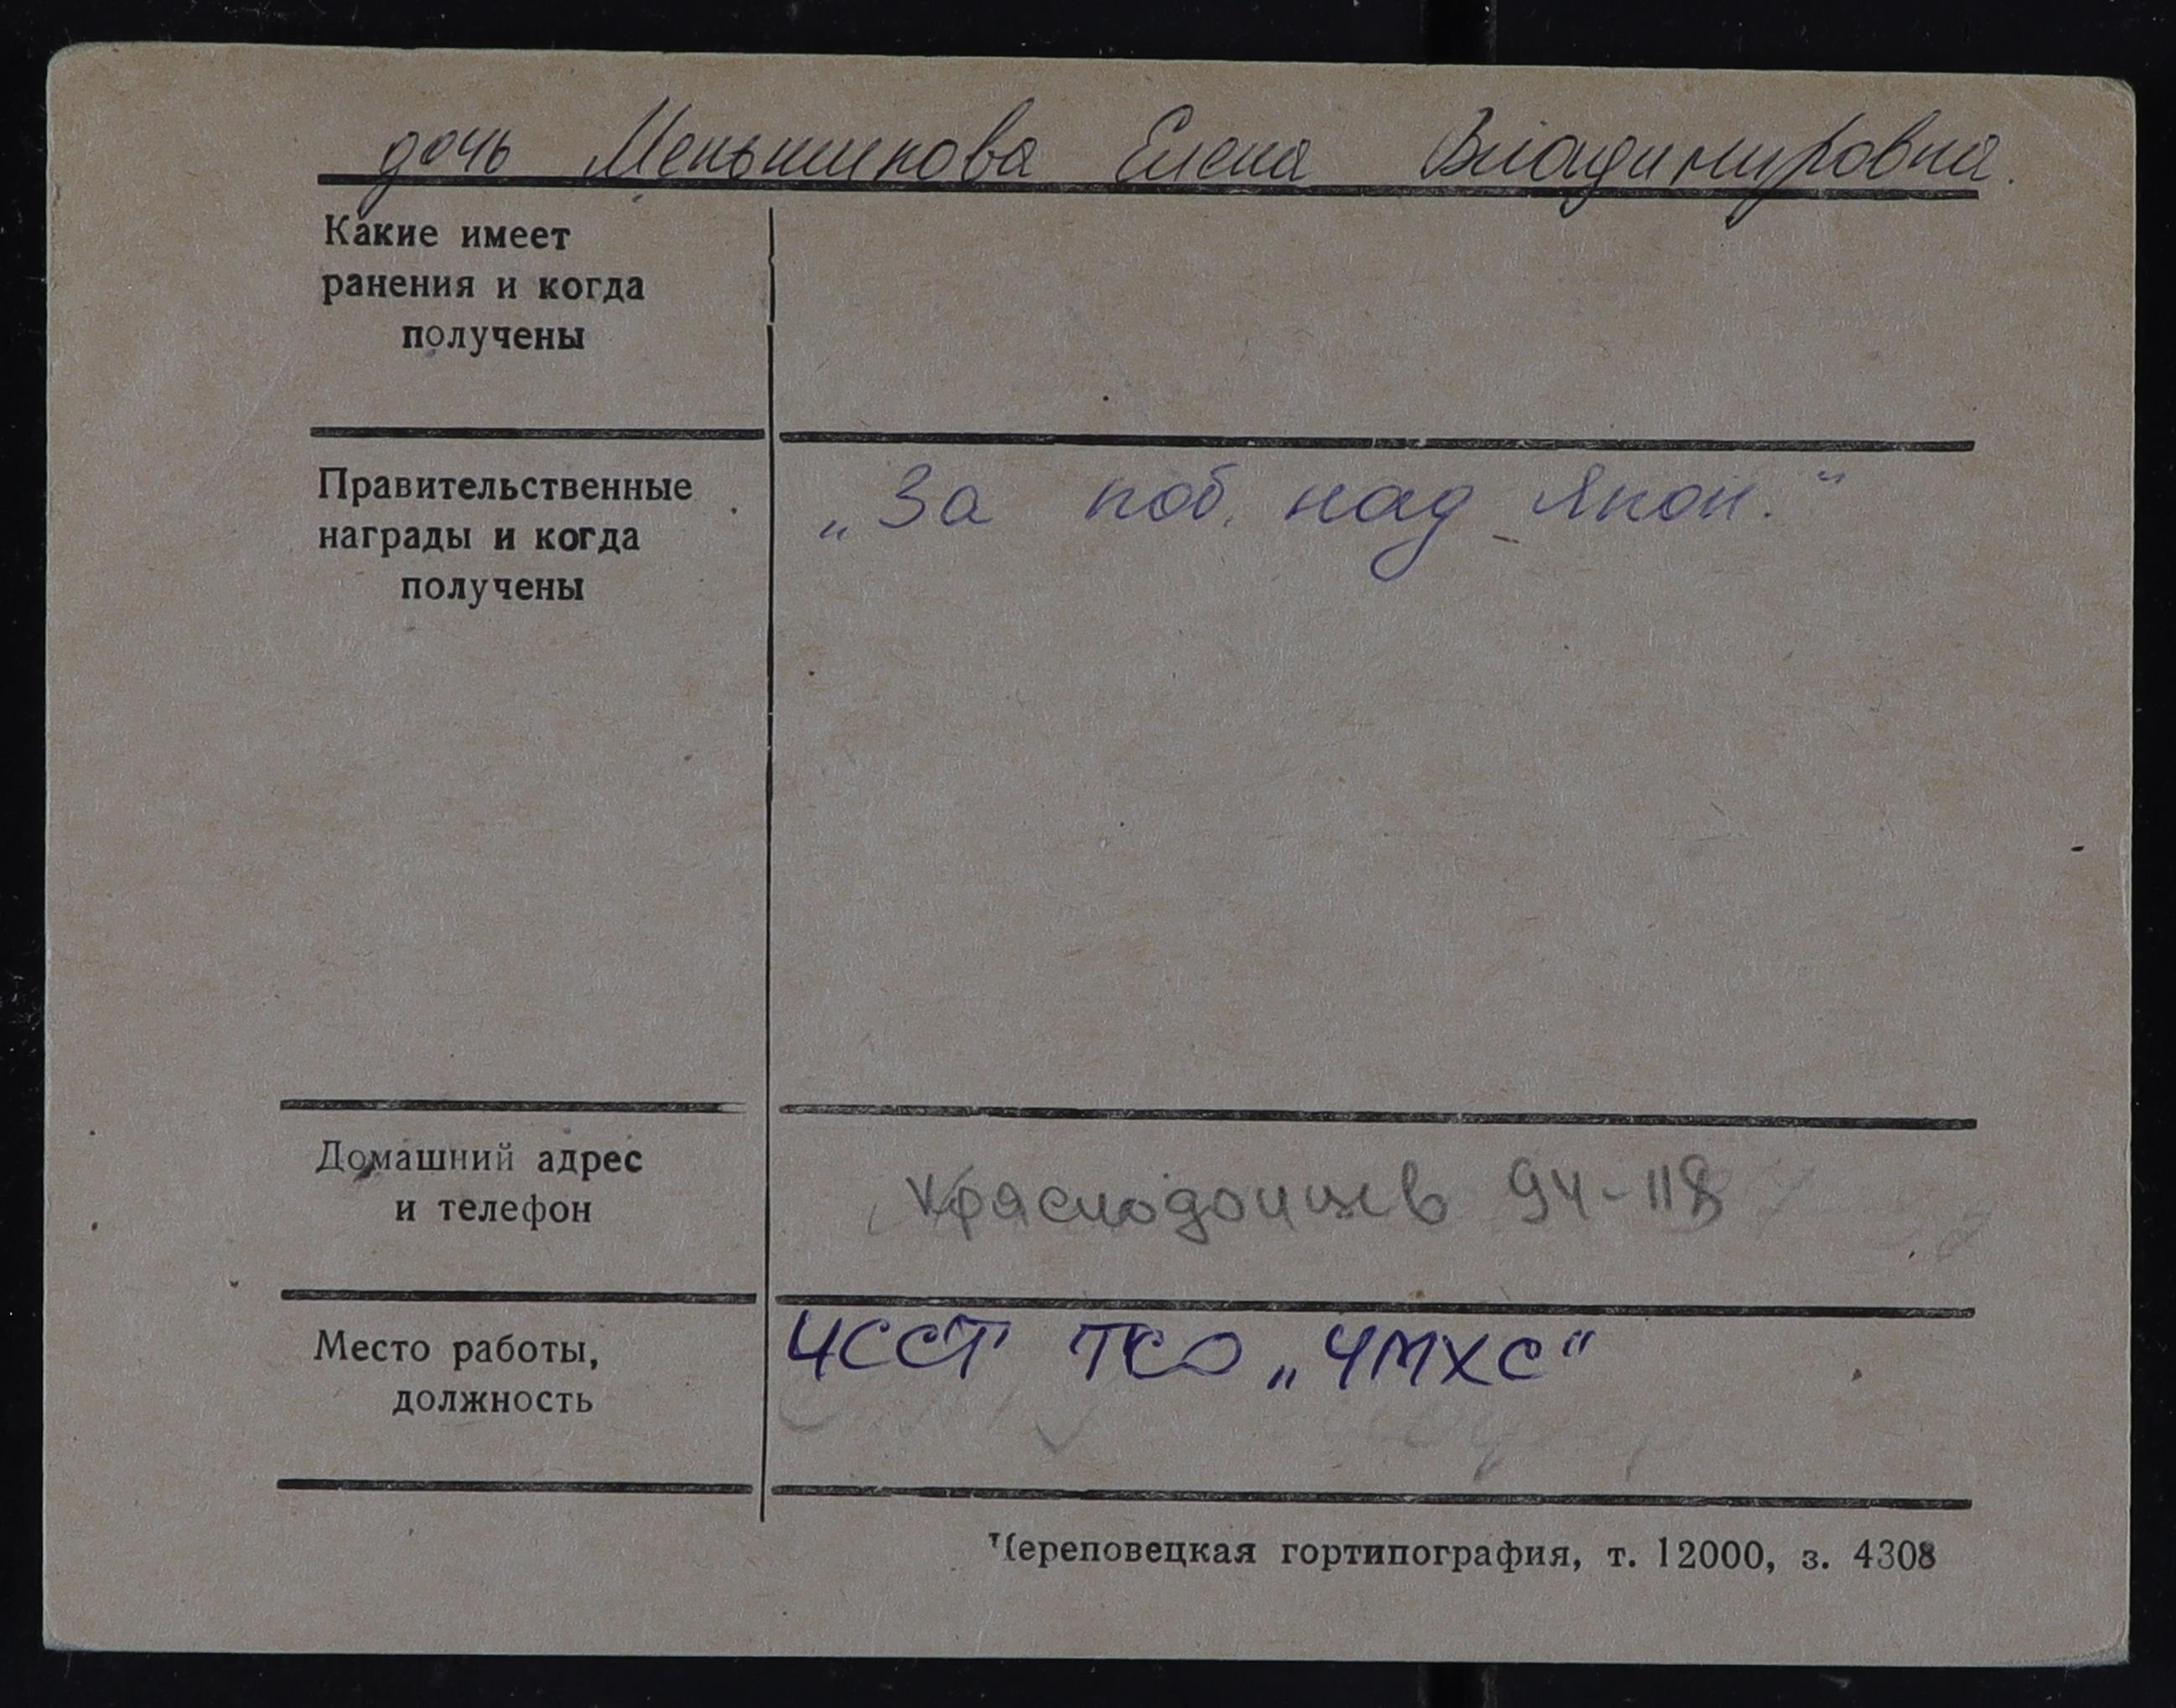 дочь Меньшикова Елена Владимировна.
Какие имеет
ранения и когда
получены
Правительственные
награды и когда
получены
„За поб. над Япон."
Домашний адрес
и телефон
Краснодонцев 94-118
Место работы,
должность
ЧССТ ТСО „ЧМХС"
Череповецкая гортипография, т. 12000, з. 4308